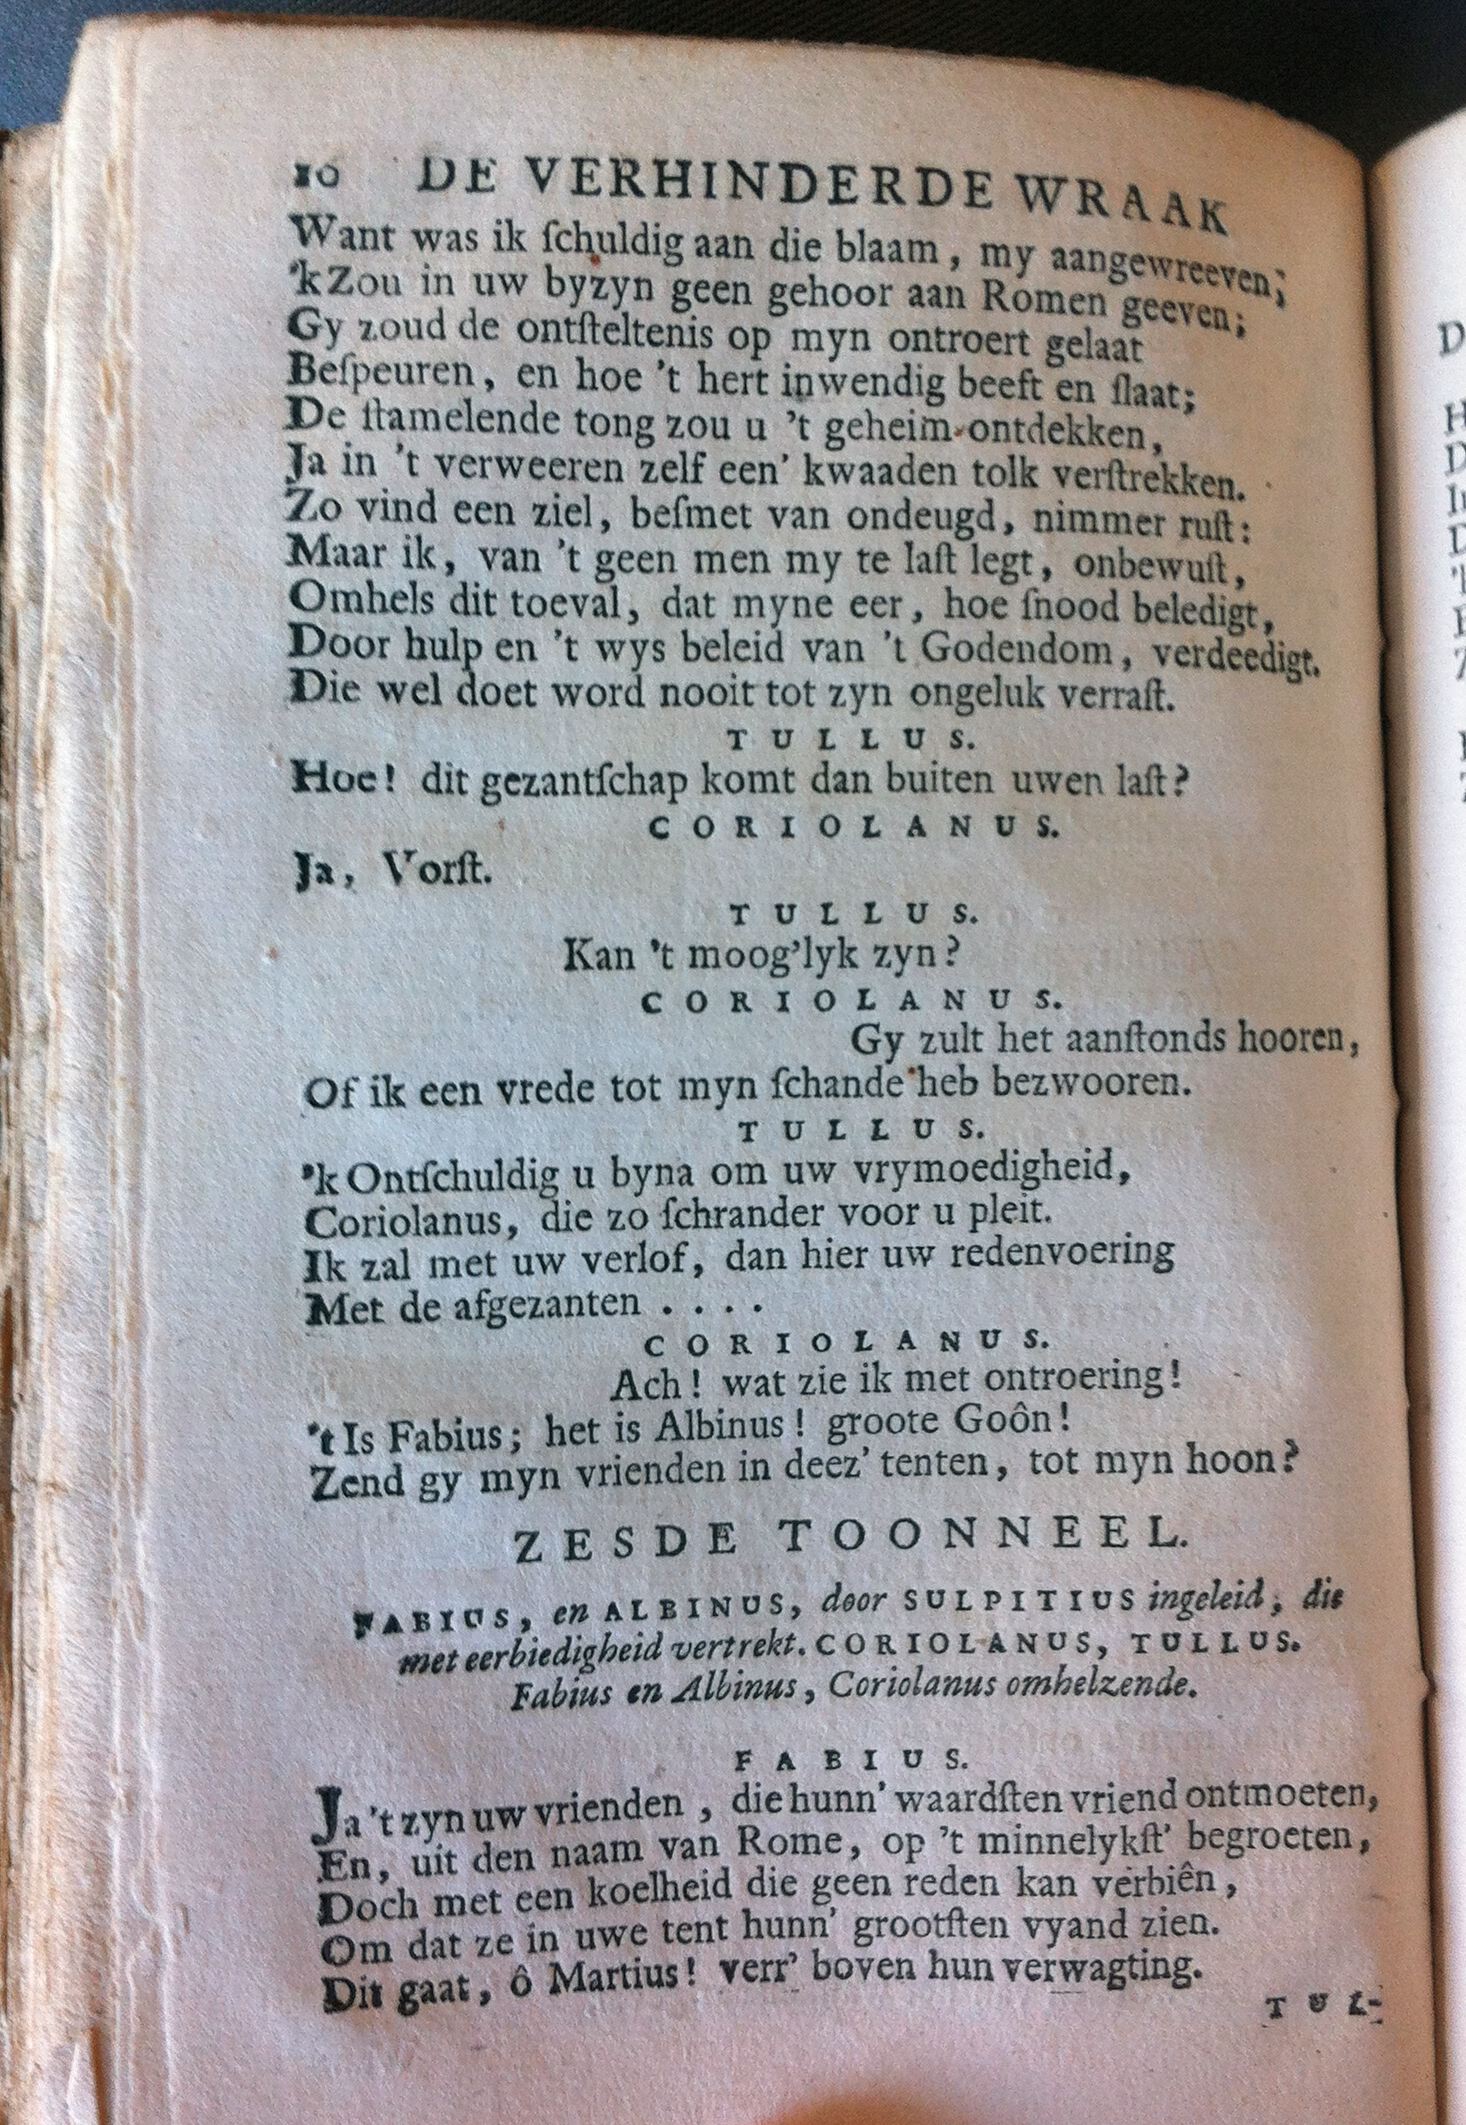 10 DE VERHINDERDE WRAAK
Want was ik ſchuldig aan die blaam, my aangewreeven;
'k Zou in uw byzyn geen gehoor aan Romen geeven;
Gy zoud de ontſteltenis op myn ontroert gelaat
Beſpeuren, en hoe 't hert inwendig beeft en ſlaat;
De ſtamelende tong zou u 't geheim ontdekken,
Ja in 't verweeren zelf een' kwaaden tolk verſtrekken.
Zo vind een ziel, beſmet van ondeugd, nimmer ruſt:
Maar ik, van 't geen men my te laſt legt, onbewuſt,
Omhels dit toeval, dat myne eer, hoe ſnood beledigt,
Door hulp en 't wys beleid van 't Godendom, verdeedigt.
Die wel doet word nooit tot zyn ongeluk verraſt.
TULLUS.
Hoe! dit gezantſchap komt dan buiten uwen laſt?
CORIOLANUS.
Ja, Vorſt.
TULLUS.
Kan 't moog'lyk zyn?
CORIOLANUS.
Gy zult het aanſtonds hooren,
Of ik een vrede tot myn ſchande heb bezwooren.
TULLUS.
'k Ontſchuldig u byna om uw vrymoedigheid,
Coriolanus, die zo ſchrander voor u pleit.
Ik zal met uw verlof, dan hier uw redenvoering
Met de afgezanten . . . .
CORIOLANUS.
Ach! wat zie ik met ontroering!
't Is Fabius; het is Albinus! groote Goôn!
Zend gy myn vrienden in deez' tenten, tot myn hoon?
ZESDE TOONNEEL.
FABIUS, en ALBINUS, door SULPITIUS ingeleid, die
met eerbiedigheid vertrekt. CORIOLANUS, TULLUS.
Fabius en Albinus, Coriolanus omhelzende.
FABIUS.
Ja 't zyn uw vrienden, die hunn' waardſten vriend ontmoeten,
En, uit den naam van Rome, op 't minnelykſt' begroeten,
Doch met een koelheid die geen reden kan verbiên,
Om dat ze in uwe tent hunn' grootſten vyand zien.
Dit gaat, ô Martius! verr' boven hun verwagting.
TUL-